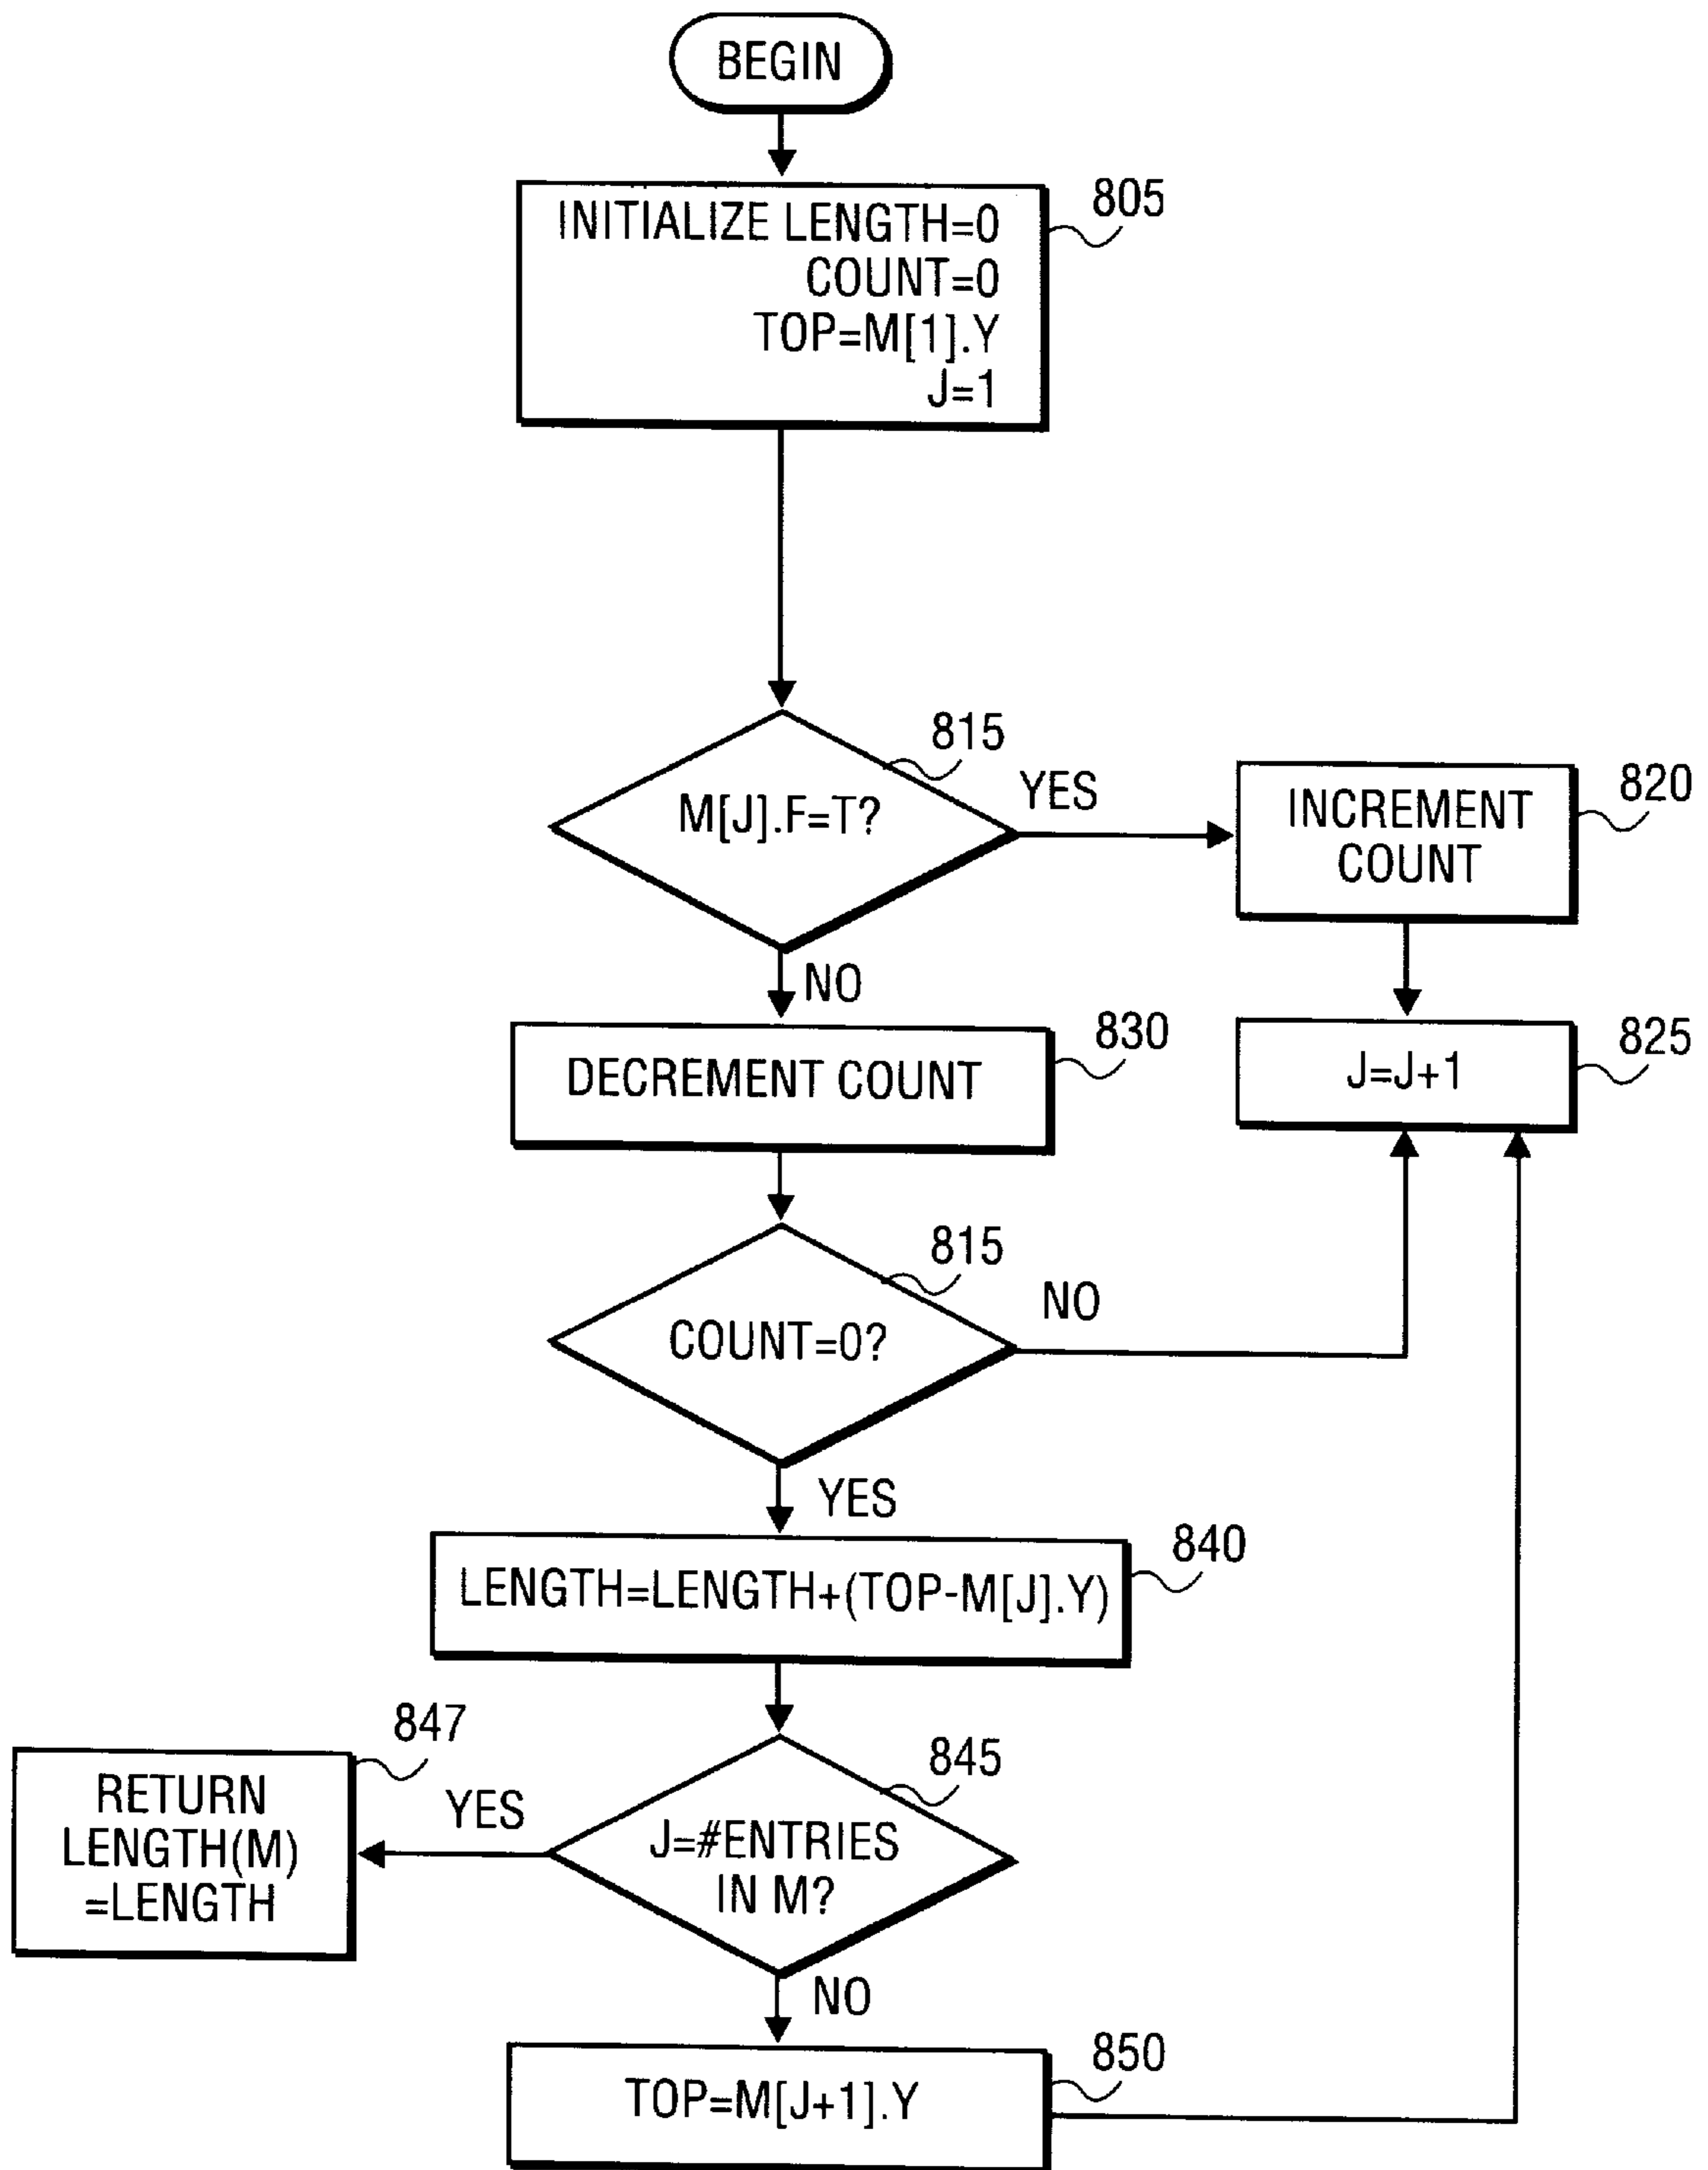 BEGIN
INITIALIZE LENGTH=0
COUNT=0
TOP=M[1].Y
J=1
805
M[J].F=T?
815
YES
INCREMENT
COUNT
820
NO
DECREMENT COUNT
830
J=J+1
825
COUNT=0?
815
NO
YES
LENGTH=LENGTH+(TOP-M[J].Y)
840
J=#ENTRIES
IN M?
845
YES
RETURN
LENGTH(M)
=LENGTH
847
NO
TOP=M[J+1].Y
850